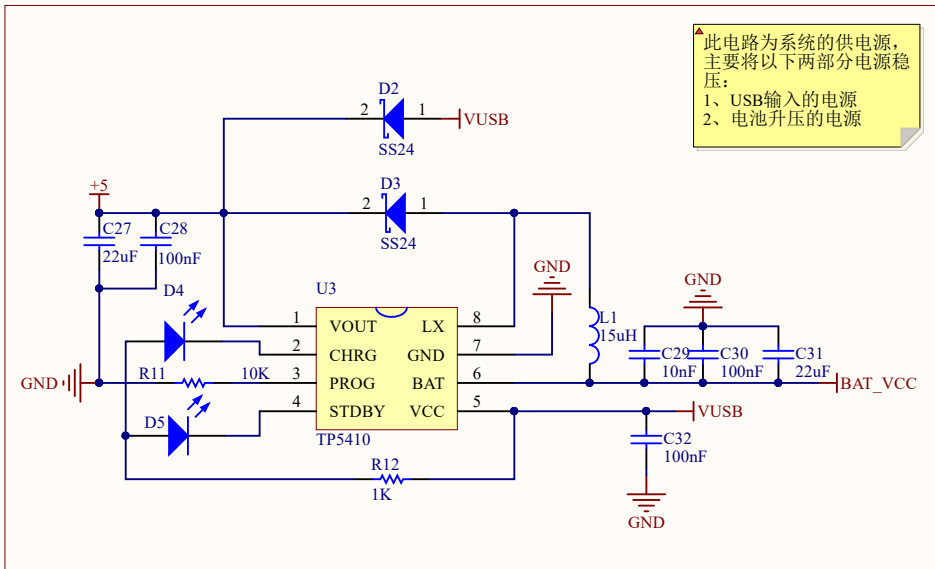 此电路为系统的供电源，
主要将以下两部分电源稳
压：
1、USB输入的电源
2、电池升压的电源
D2
2 1 VUSB
SS24
D3
+5
2 1
SS24
C27 C28
22uF 100nF
GND
GND
D4
U3
L1
15uH
1 VOUT LX 8
2 CHRG GND 7
C29 C30 C31
10nF 100nF 22uF
GND R11 10K 3 PROG BAT 6 BAT_VCC
D5 4 STDBY VCC 5 VUSB
TP5410
C32
100nF
R12
1K
GND